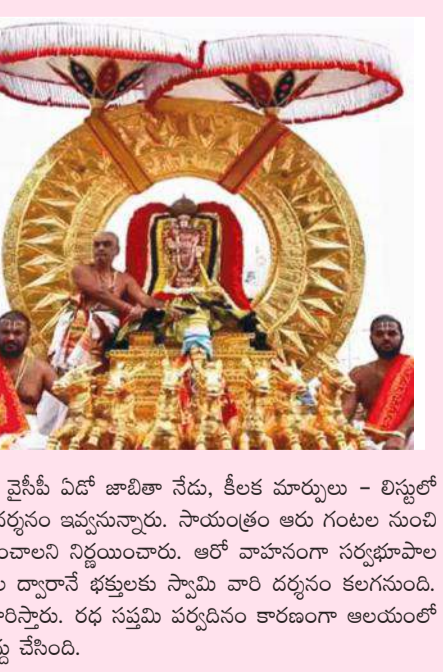 వైసీపీ ఏడో జాబితా నేడు, కీలక మార్పులు – లిస్టులో
దర్శనం ఇవ్వనున్నారు. సాయంత్రం ఆరు గంటల నుంచి
ంచాలని నిర్ణయించారు. ఆరో వాహనంగా సర్వభూపాల
ల ద్వారానే భక్తులకు స్వామి వారి దర్శనం కలగనుంది.
రిస్తారు. రధ సప్తమి పర్వదినం కారణంగా ఆలయంలో
చేసింది.